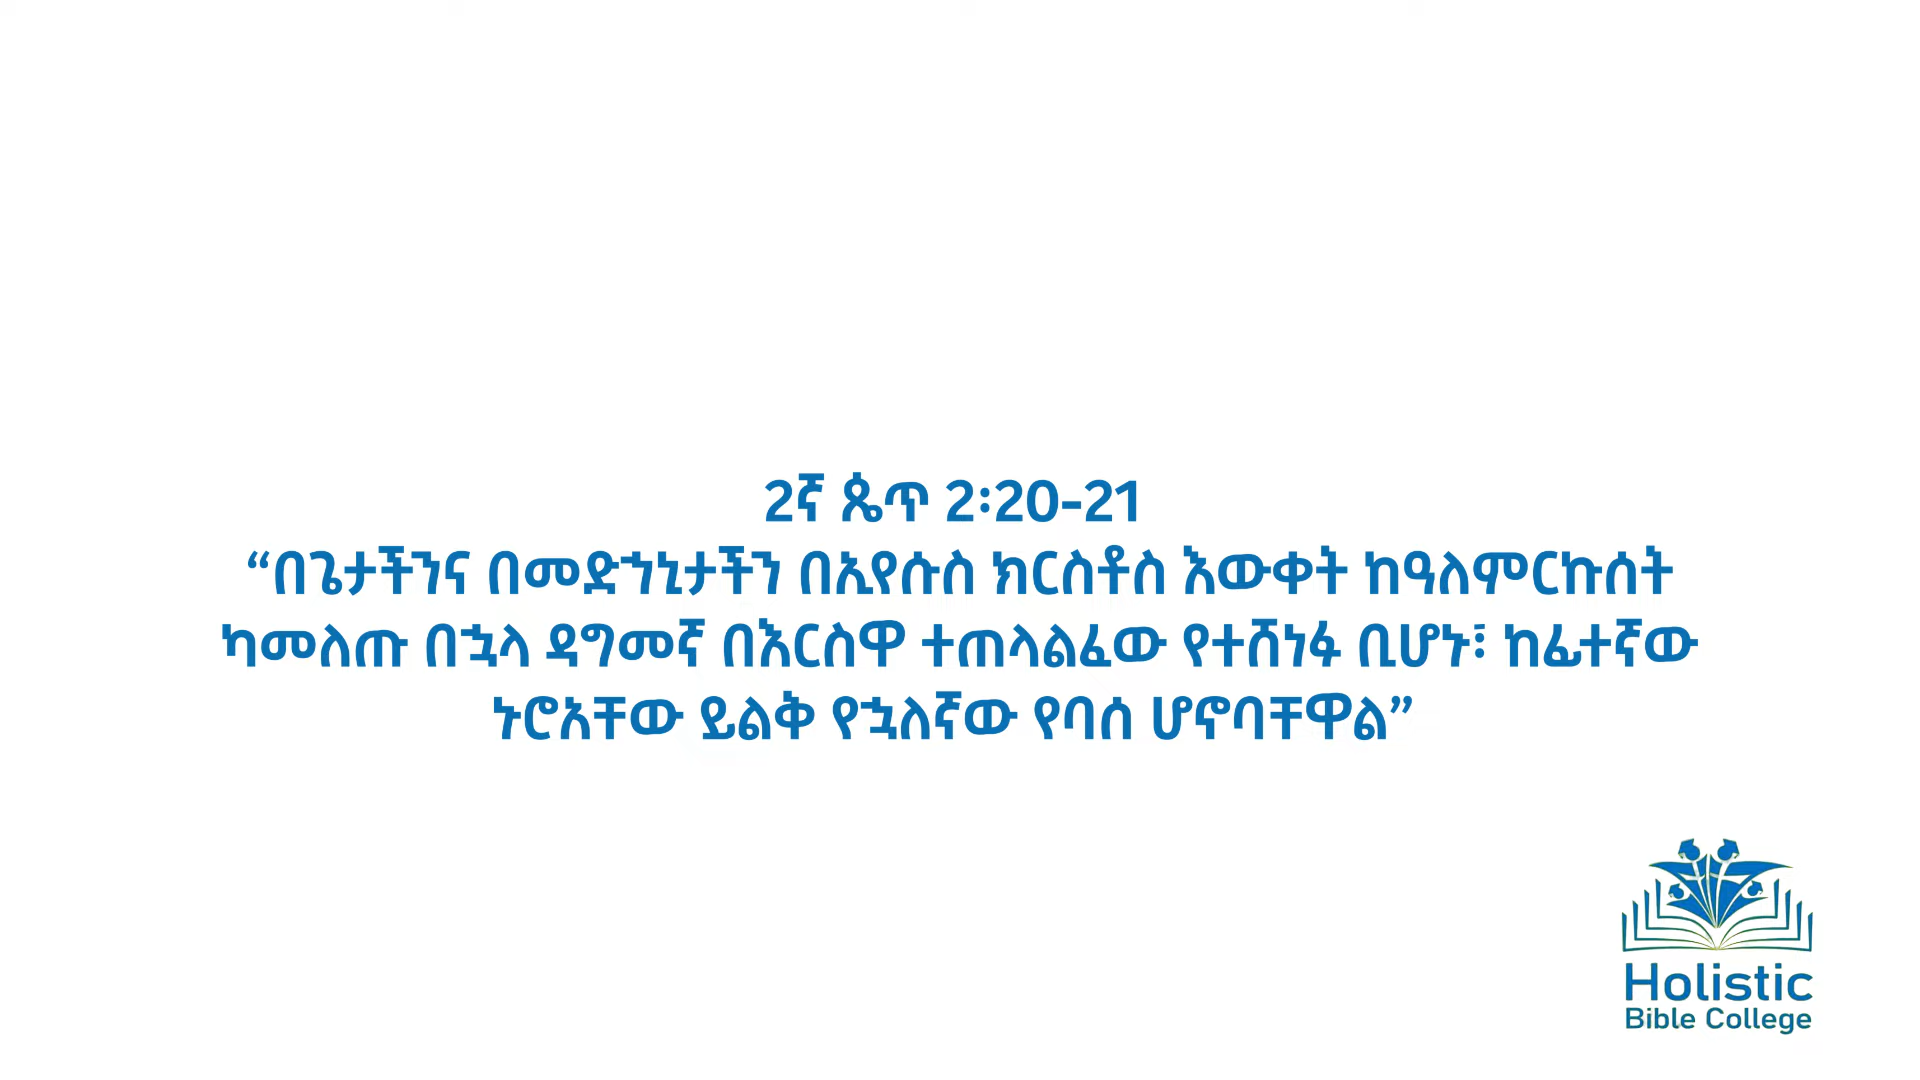 2ኛ ጴጥ 2፡20-21
“በጌታችንና በመድኀኒታችን በኢየሱስ ክርስቶስ እውቀት ከዓለምርኩሰት
ካመለጡ በኋላ ዳግመኛ በእርስዋ ተጠላልፈው የተሸነፉ ቢሆኑ፣ ከፊተኛው
ኑሮአቸው ይልቅ የኋለኛው የባሰ ሆኖባቸዋል”
Holistic
Bible College